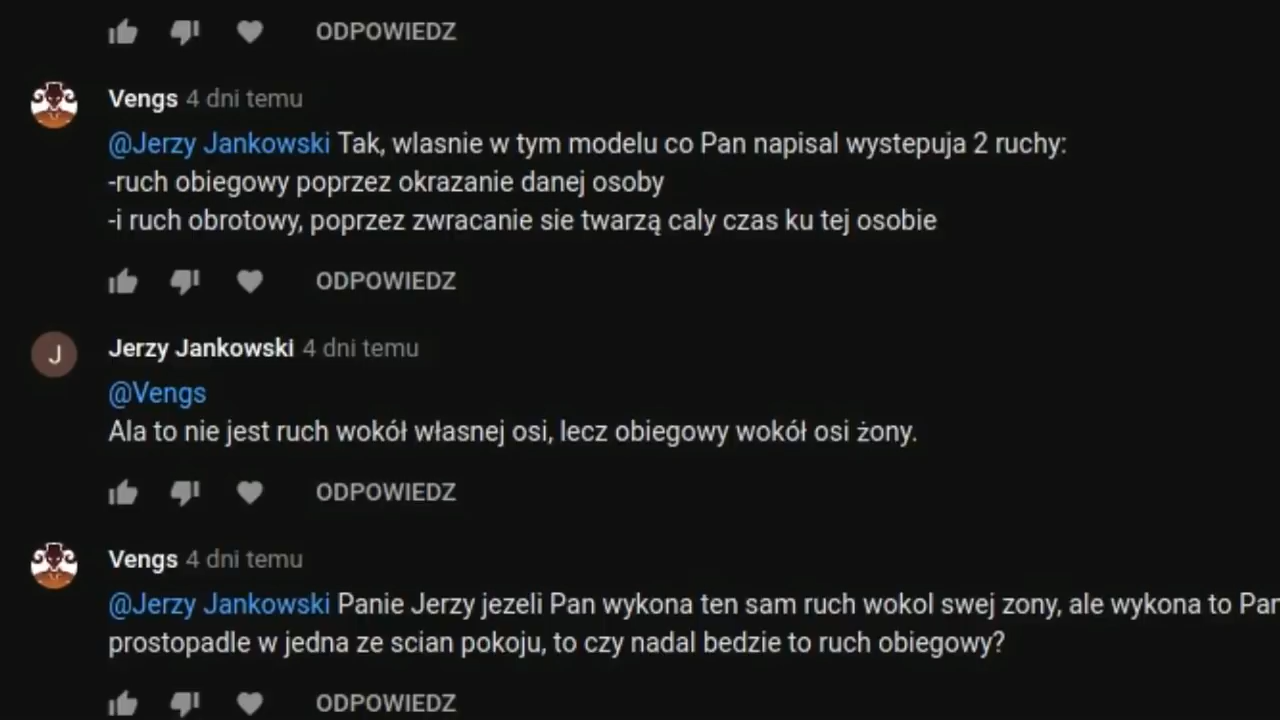 ODPOWIEDZ
Vengs 4 dni temu
@Jerzy Jankowski Tak, wlasnie w tym modelu co Pan napisal wystepuja 2 ruchy:
-ruch obiegowy poprzez okrazanie danej osoby
-i ruch obrotowy, poprzez zwracanie sie twarzą caly czas ku tej osobie
ODPOWIEDZ
J
Jerzy Jankowski 4 dni temu
@Vengs
Ala to nie jest ruch wokół własnej osi, lecz obiegowy wokół osi żony.
ODPOWIEDZ
Vengs 4 dni temu
@Jerzy Jankowski Panie Jerzy jezeli Pan wykona ten sam ruch wokol swej zony, ale wykona to Pan
prostopadle w jedna ze scian pokoju, to czy nadal bedzie to ruch obiegowy?
ODPOWIEDZ